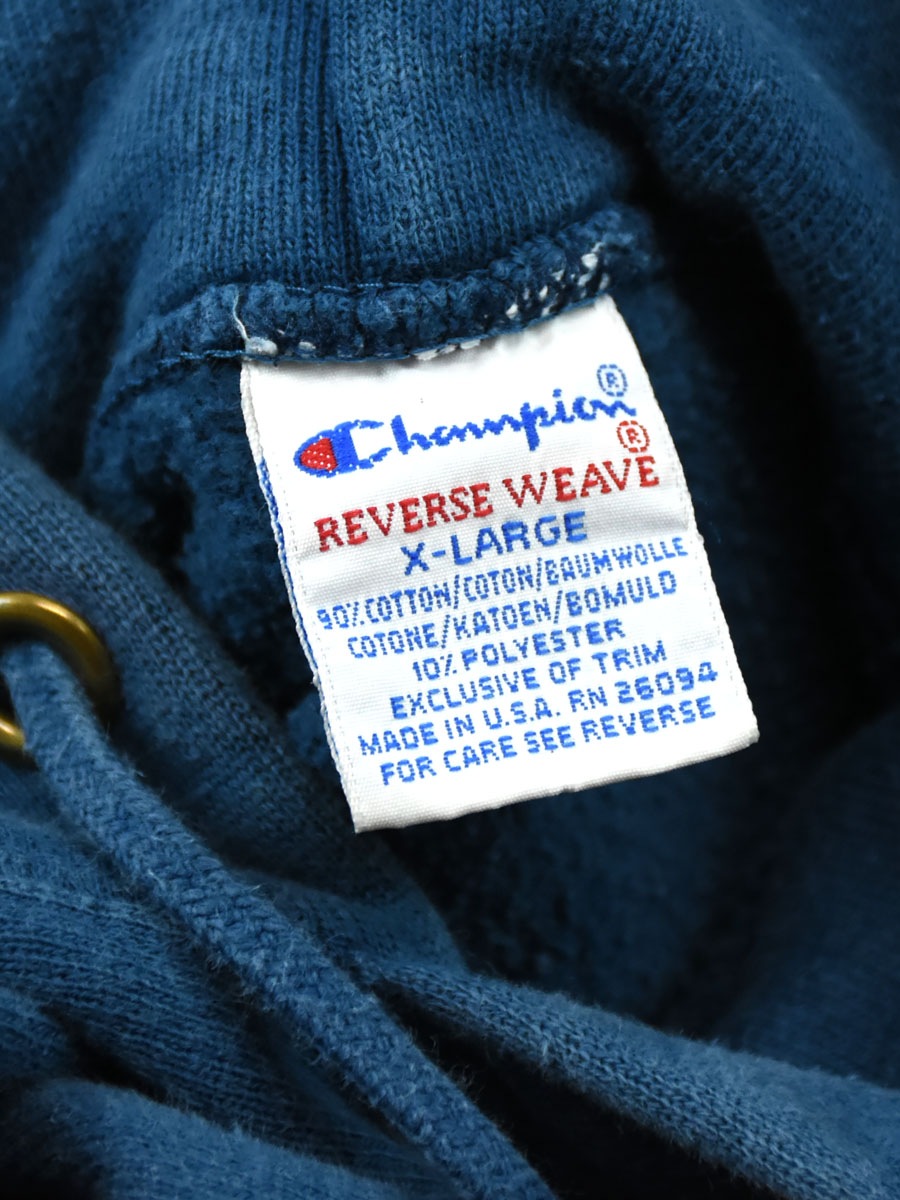 Champion®
REVERSE WEAVE®
X-LARGE
90% COTTON/COTON/BAUMWOLLE
COTONE/KATOEN/BOMULD
10% POLYESTER
EXCLUSIVE OF TRIM
MADE IN U.S.A. RN 26094
FOR CARE SEE REVERSE